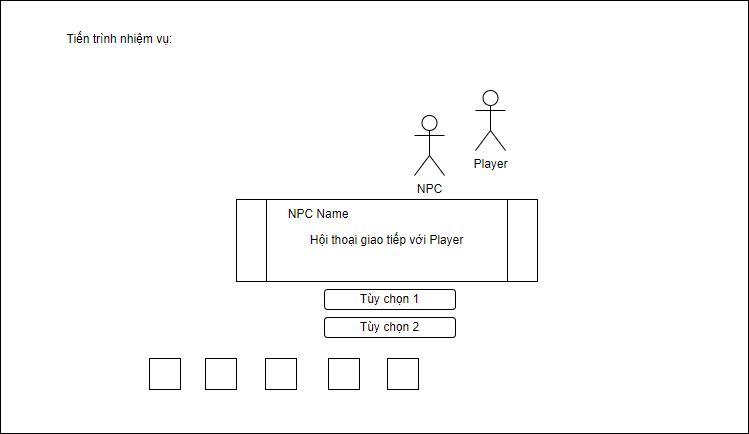 Tiến trình nhiệm vụ:
Player
NPC
NPC Name
Hội thoại giao tiếp với Player
Tùy chọn 1
Tùy chọn 2